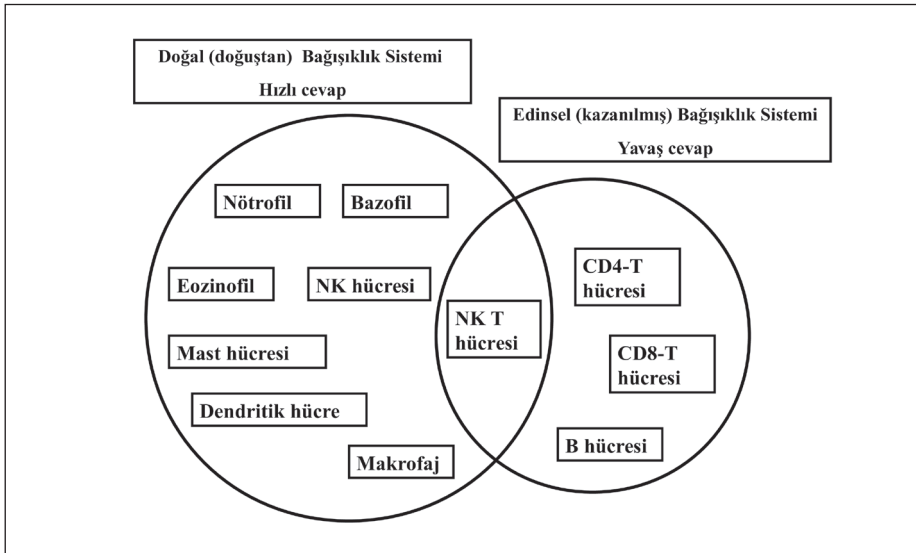 Doğal (doğuştan) Bağışıklık Sistemi
Hızlı cevap
Edinsel (kazanılmış) Bağışıklık Sistemi
Yavaş cevap
Nötrofil
Bazofil
Eozinofil
NK hücresi
Mast hücresi
Dendritik hücre
Makrofaj
NK T
hücresi
CD4-T
hücresi
CD8-T
hücresi
B hücresi